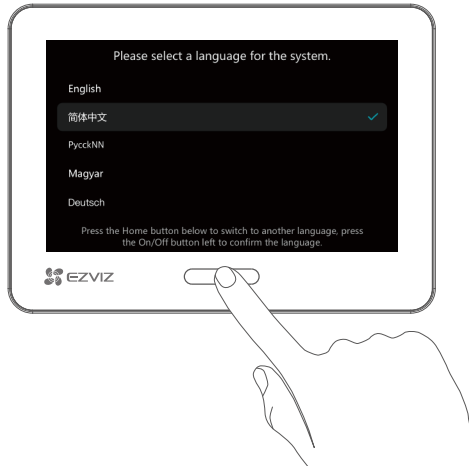 Please select a language for the system.
English
简体中文
PyccкNN
Magyar
Deutsch
Press the Home button below to switch to another language, press
the On/Off button left to confirm the language.
EZVIZ